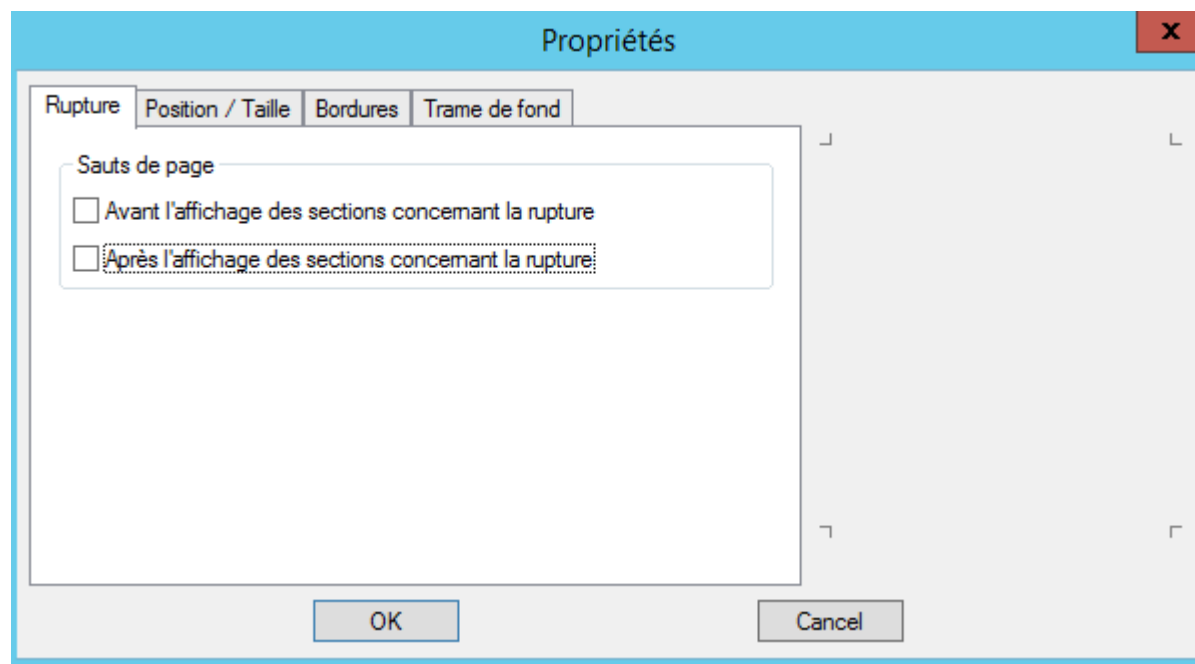 Propriétés
x
Rupture Position / Taille Bordures Trame de fond
Sauts de page
Avant l'affichage des sections concernant la rupture
Après l'affichage des sections concernant la rupture
OK Cancel